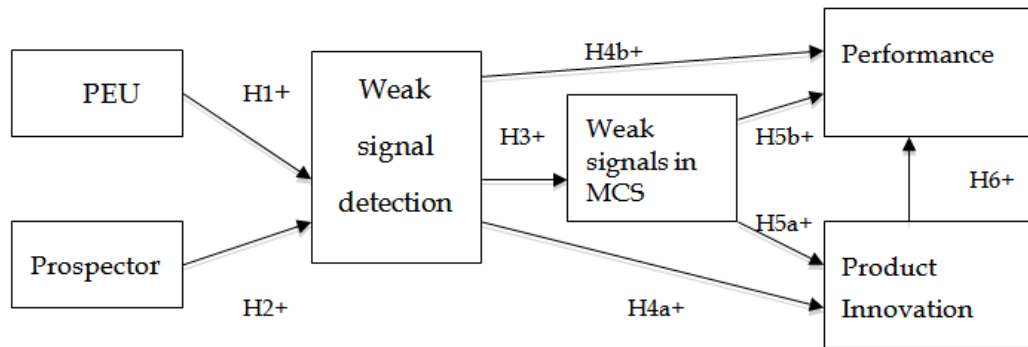 PEU
H1+
Prospector
H2+
Weak
signal
detection
H3+
H4b+
Weak
signals in
MCS
H5b+
H5a+
H4a+
Performance
H6+
Product
Innovation